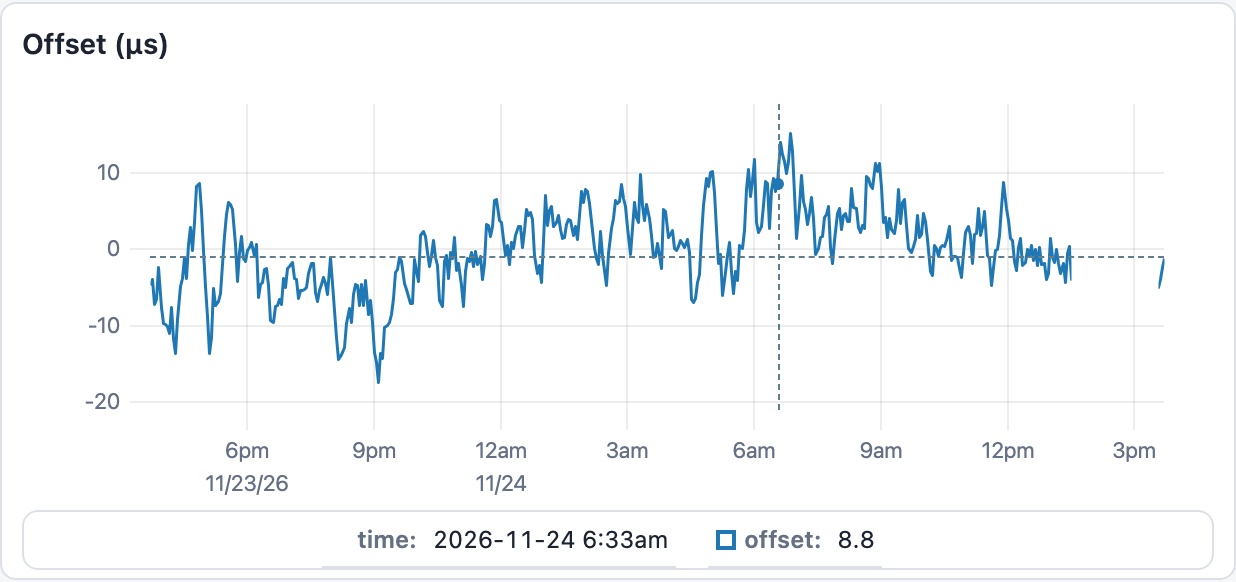 Offset (μs)
10
0
-10
-20
6pm 9pm 12am 3am 6am 9am 12pm 3pm
11/23/26 11/24
time: 2026-11-24 6:33am offset: 8.8